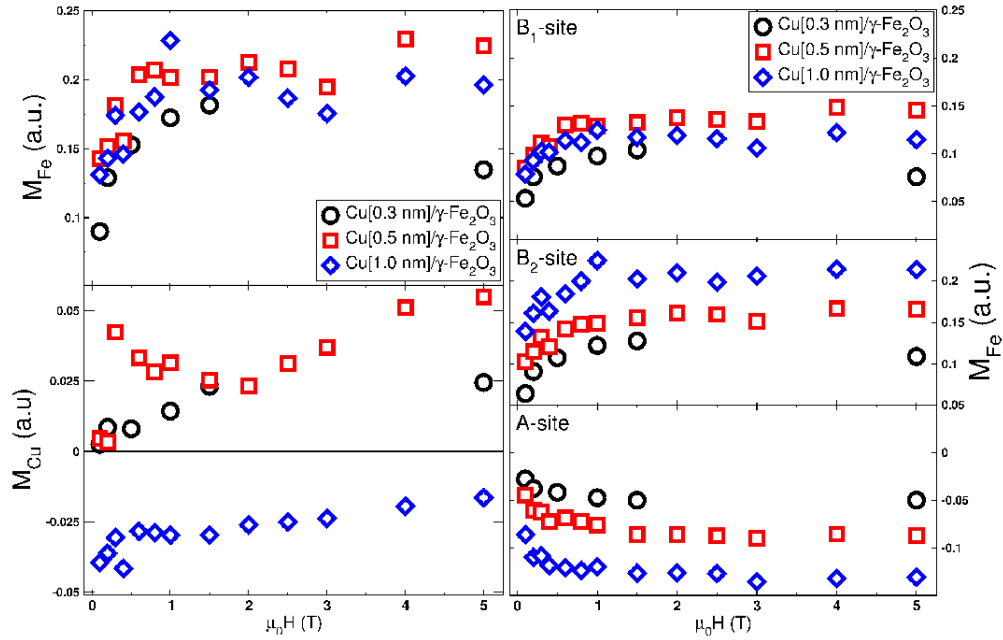 0.25
0.2
0.15
0.1
M_Fe (a.u.)
Cu[0.3 nm]/γ-Fe₂O₃
Cu[0.5 nm]/γ-Fe₂O₃
Cu[1.0 nm]/γ-Fe₂O₃
0.05
0.025
0
-0.025
-0.05
M_Cu (a.u)
0 1 2 3 4 5
μ₀H (T)
B₁-site
Cu[0.3 nm]/γ-Fe₂O₃
Cu[0.5 nm]/γ-Fe₂O₃
Cu[1.0 nm]/γ-Fe₂O₃
0.25
0.2
0.15
0.1
0.05
B₂-site
0.2
0.15
0.1
0.05
M_Fe (a.u.)
A-site
0
-0.05
-0.1
0 1 2 3 4 5
μ₀H (T)